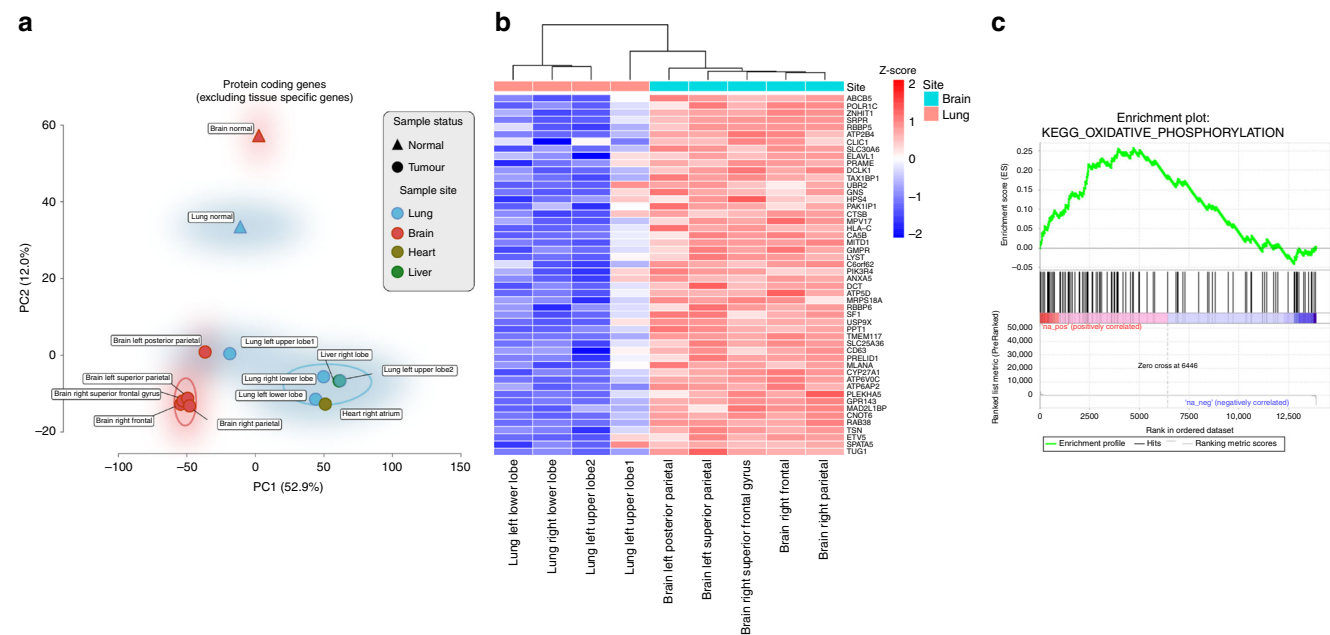 a
Protein coding genes
(excluding tissue specific genes)
60
40
20
0
−20
−100
−50
0
50
100
150
PC1 (52.9%)
PC2 (12.0%)
Brain normal
Lung normal
Brain left posterior parietal
Lung left upper lobe1
Liver right lobe
Lung left upper lobe2
Brain left superior parietal
Lung right lower lobe
Brain right superior frontal gyrus
Lung left lower lobe
Brain right frontal
Brain right parietal
Heart right atrium
Sample status
Normal
Tumour
Sample site
Lung
Brain
Heart
Liver
b
Site
ABCB5
POLR1C
ZNHIT1
SRPR
RBBP5
ATP2B4
CLIC1
SLC30A6
ELAVL1
PRAME
DCLK1
TAX1BP1
UBR2
GNS
HPS4
PAK1IP1
CTSB
MPV17
HLA−C
CA5B
MITD1
GMPR
LYST
C6orf62
PIK3R4
ANXA5
DCT
ATP5D
MRPS18A
RBBP6
SF1
USP9X
PPT1
TMEM117
SLC25A36
CD63
PRELID1
MLANA
CYP27A1
ATP6V0C
ATP6AP2
PLEKHA5
GPR143
MAD2L1BP
CNOT6
RAB38
TSN
ETV5
SPATA5
TUG1
Lung left lower lobe
Lung right lower lobe
Lung left upper lobe2
Lung left upper lobe1
Brain left posterior parietal
Brain left superior parietal
Brain right superior frontal gyrus
Brain right frontal
Brain right parietal
Z-score
2
1
0
−1
−2
Site
Brain
Lung
c
Enrichment plot:
KEGG_OXIDATIVE_PHOSPHORYLATION
Enrichment score (ES)
0.25
0.20
0.15
0.10
0.05
0.00
−0.05
Ranked list metric (PreRanked)
50,000
40,000
30,000
20,000
10,000
0
'na_pos' (positively correlated)
Zero cross at 6446
'na_neg' (negatively correlated)
0
2500
5000
7500
10,000
12,500
Rank in ordered dataset
Enrichment profile
Hits
Ranking metric scores